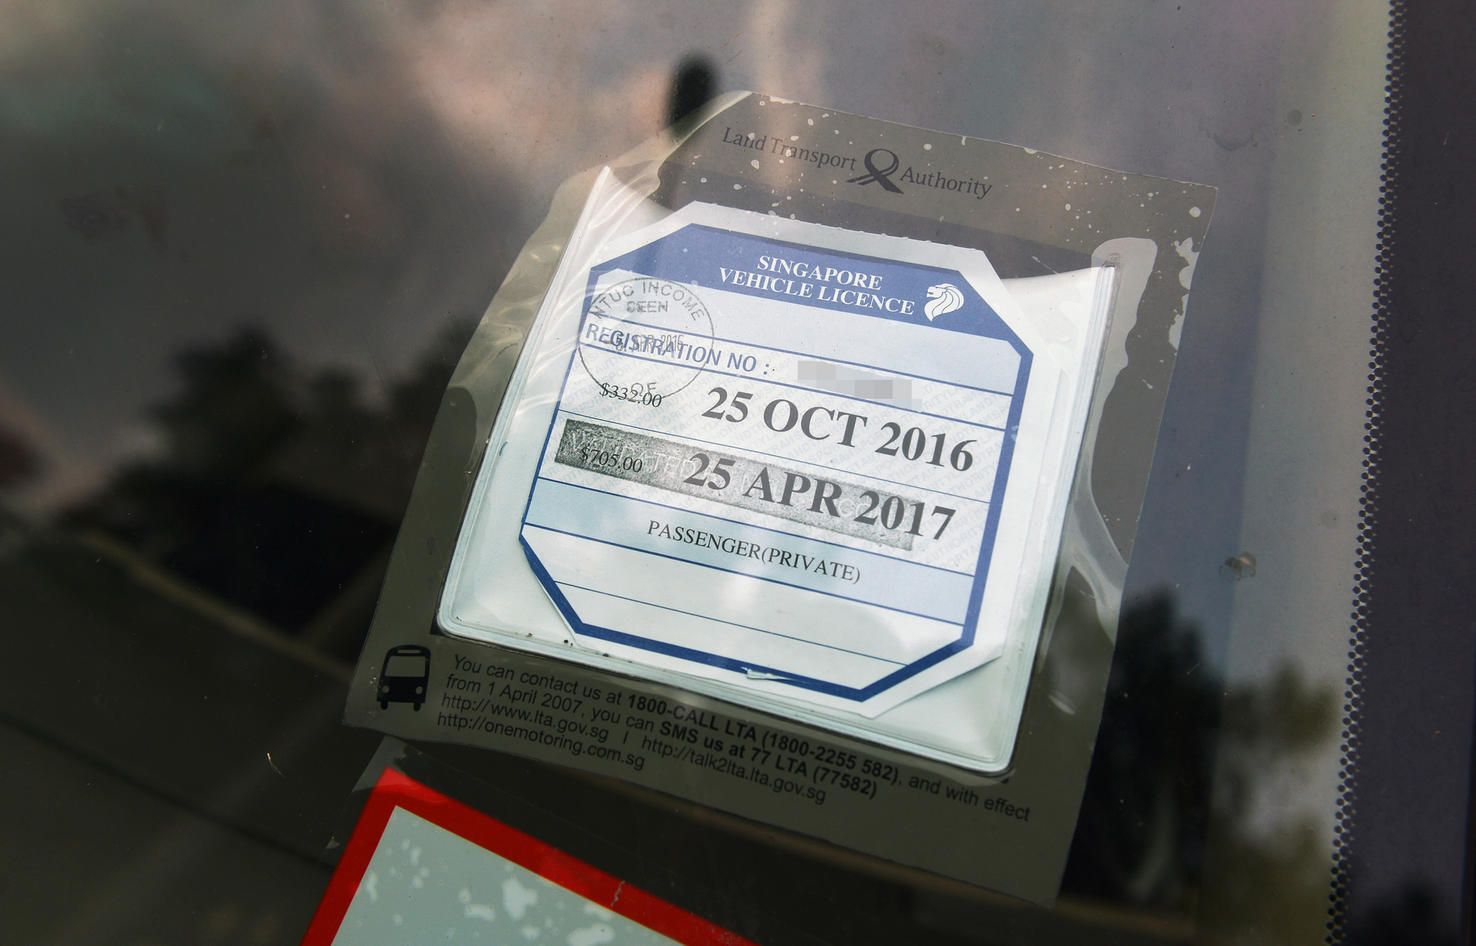 Land Transport Authority
SINGAPORE
VEHICLE LICENCE
NTUC INCOME
SEEN
REGISTRATION NO :
$332.00 25 OCT 2016
VALIDATED
$705.00 25 APR 2017
PASSENGER(PRIVATE)
You can contact us at 1800-CALL LTA (1800-2255 582), and with effect
from 1 April 2007, you can SMS us at 77 LTA (77582)
http://www.lta.gov.sg | http://talk2lta.lta.gov.sg
http://onemotoring.com.sg